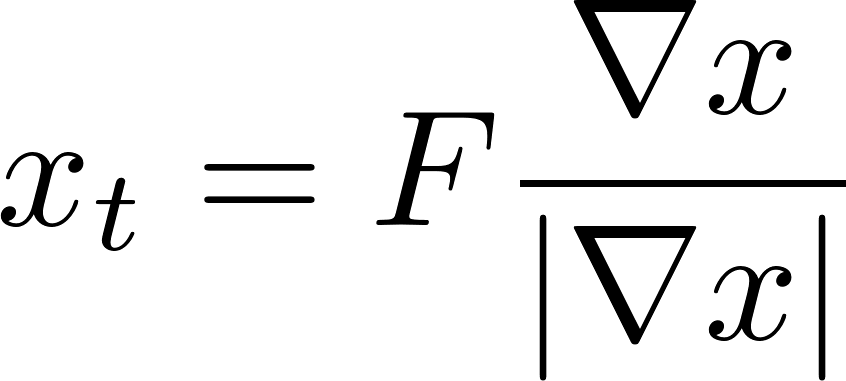 x_t = F \frac{\nabla x}{|\nabla x|}